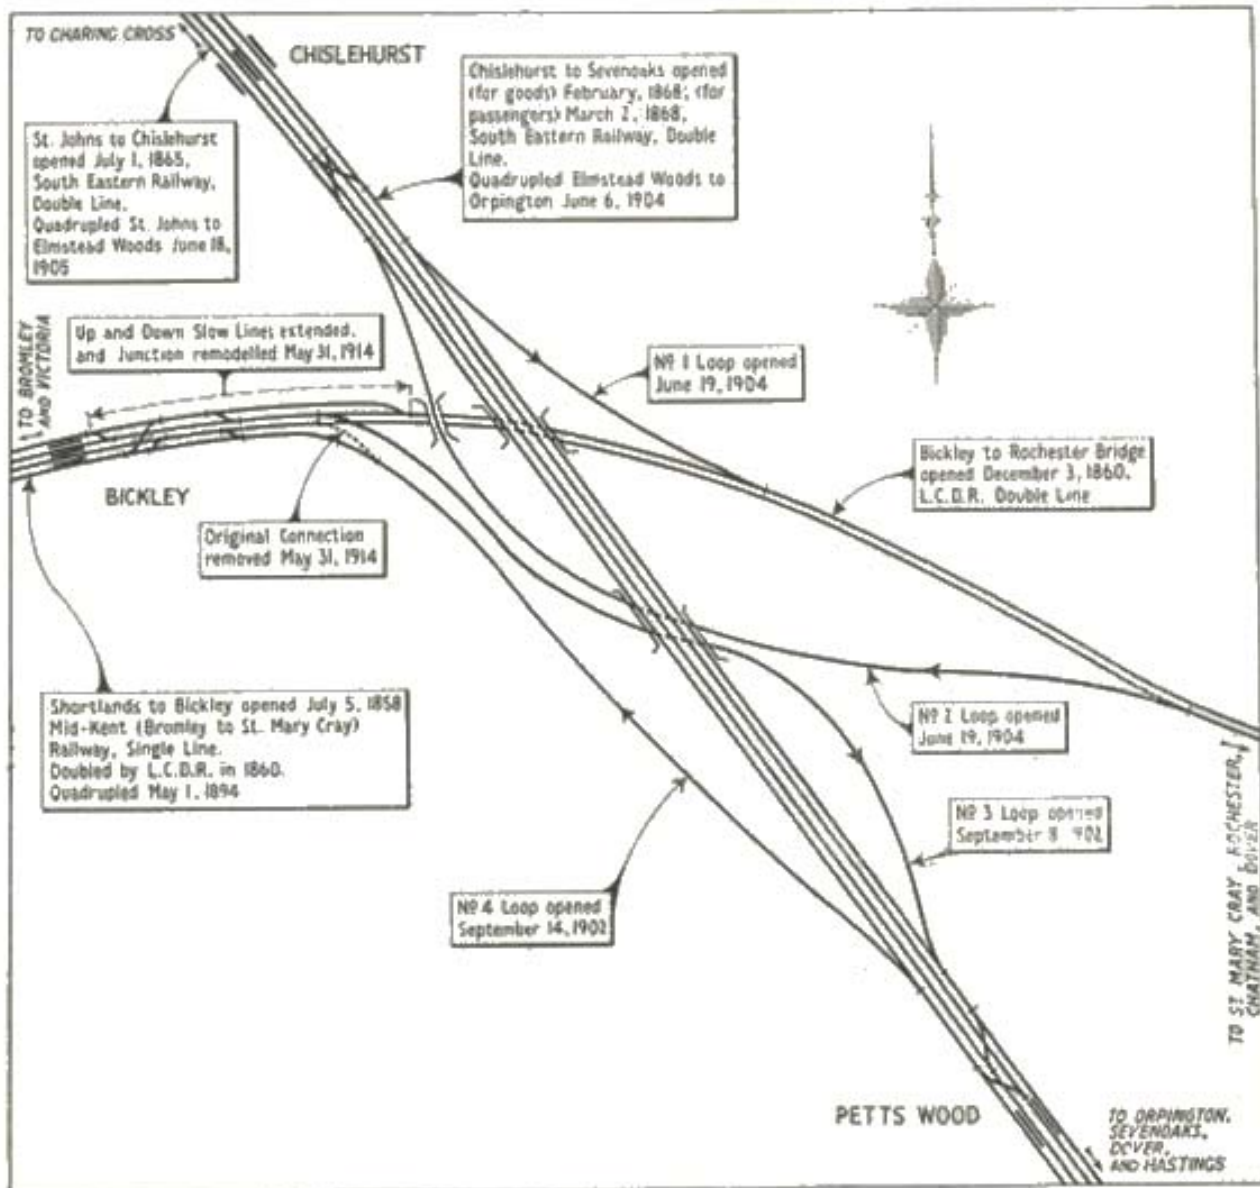 TO CHARING CROSS
CHISLEHURST
Chislehurst to Sevenoaks opened
(for goods) February, 1868; (for
passengers) March 2, 1868,
South Eastern Railway, Double
Line.
Quadrupled Elmstead Woods to
Orpington June 6, 1904
St. Johns to Chislehurst
opened July 1, 1865,
South Eastern Railway,
Double Line.
Quadrupled St. Johns to
Elmstead Woods June 18,
1905
TO BROMLEY
AND VICTORIA
Up and Down Slow Lines extended,
and Junction remodelled May 31, 1914
Nº 1 Loop opened
June 19, 1904
Bickley to Rochester Bridge
opened December 3, 1860,
L.C.D.R. Double Line
BICKLEY
Original Connection
removed May 31, 1914
Shortlands to Bickley opened July 5, 1858
Mid-Kent (Bromley to St. Mary Cray)
Railway, Single Line.
Doubled by L.C.D.R. in 1860.
Quadrupled May 1, 1894
Nº 2 Loop opened
June 19, 1904
Nº 3 Loop opened
September 8
Nº 4 Loop opened
September 14, 1902
TO ST MARY CRAY, ROCHESTER,
CHATHAM, AND DOVER
PETTS WOOD
TO ORPINGTON,
SEVENOAKS,
DOVER,
AND HASTINGS